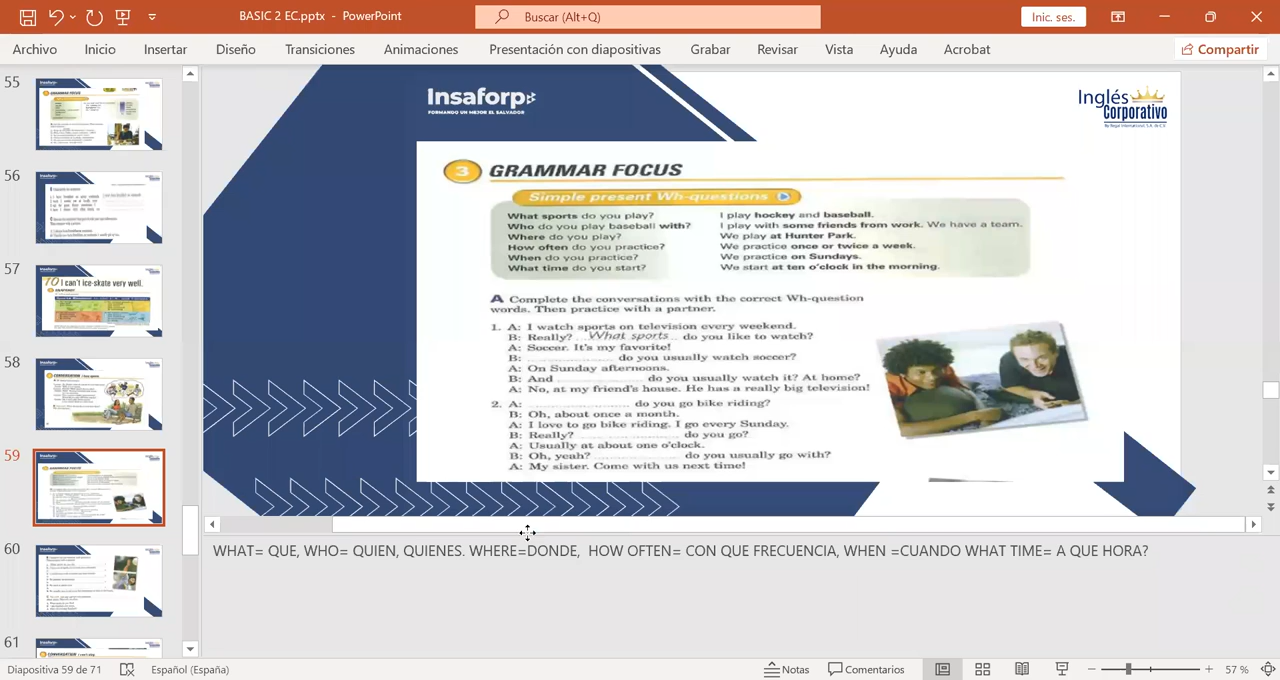 BASIC 2 EC.pptx - PowerPoint
Buscar (Alt+Q)
Inic. ses.
Archivo Inicio Insertar Diseño Transiciones Animaciones Presentación con diapositivas Grabar Revisar Vista Ayuda Acrobat
Compartir
55
56
57
10 I can't ice-skate very well.
58
59
60
61
Insaforp
FORMANDO UN MEJOR EL SALVADOR
Inglés
Corporativo
3 GRAMMAR FOCUS
Simple present Wh-questions
What sports do you play? I play hockey and baseball.
Who do you play baseball with? I play with some friends from work. We have a team.
Where do you play? We play at Hunter Park.
How often do you practice? We practice once or twice a week.
When do you practice? We practice on Sundays.
What time do you start? We start at ten o'clock in the morning.
A Complete the conversations with the correct Wh-question
words. Then practice with a partner.
1. A: I watch sports on television every weekend.
B: Really? What sports do you like to watch?
A: Soccer. It's my favorite!
B: ................ do you usually watch soccer?
A: On Sunday afternoons.
B: And ................ do you usually watch it? At home?
A: No, at my friend's house. He has a really big television!
2. A: ................ do you go bike riding?
B: Oh, about once a month.
A: I love to go bike riding. I go every Sunday.
B: Really? ................ do you go?
A: Usually at about one o'clock.
B: Oh, yeah? ................ do you usually go with?
A: My sister. Come with us next time!
WHAT= QUE, WHO= QUIEN, QUIENES. WHERE=DONDE, HOW OFTEN= CON QUE FRECUENCIA, WHEN =CUANDO WHAT TIME= A QUE HORA?
Diapositiva 59 de 71 Español (España) Notas Comentarios 57 %